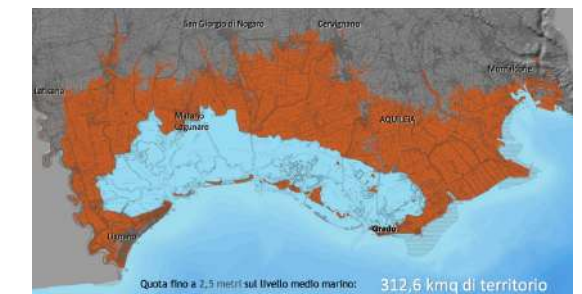 San Giorgio di Nogaro
Cervignano
Monfalcone
Latisana
Marano
Lagunare
AQUILEIA
Grado
Lignano
Quota fino a 2,5 metri sul livello medio marino:
312,6 kmq di territorio